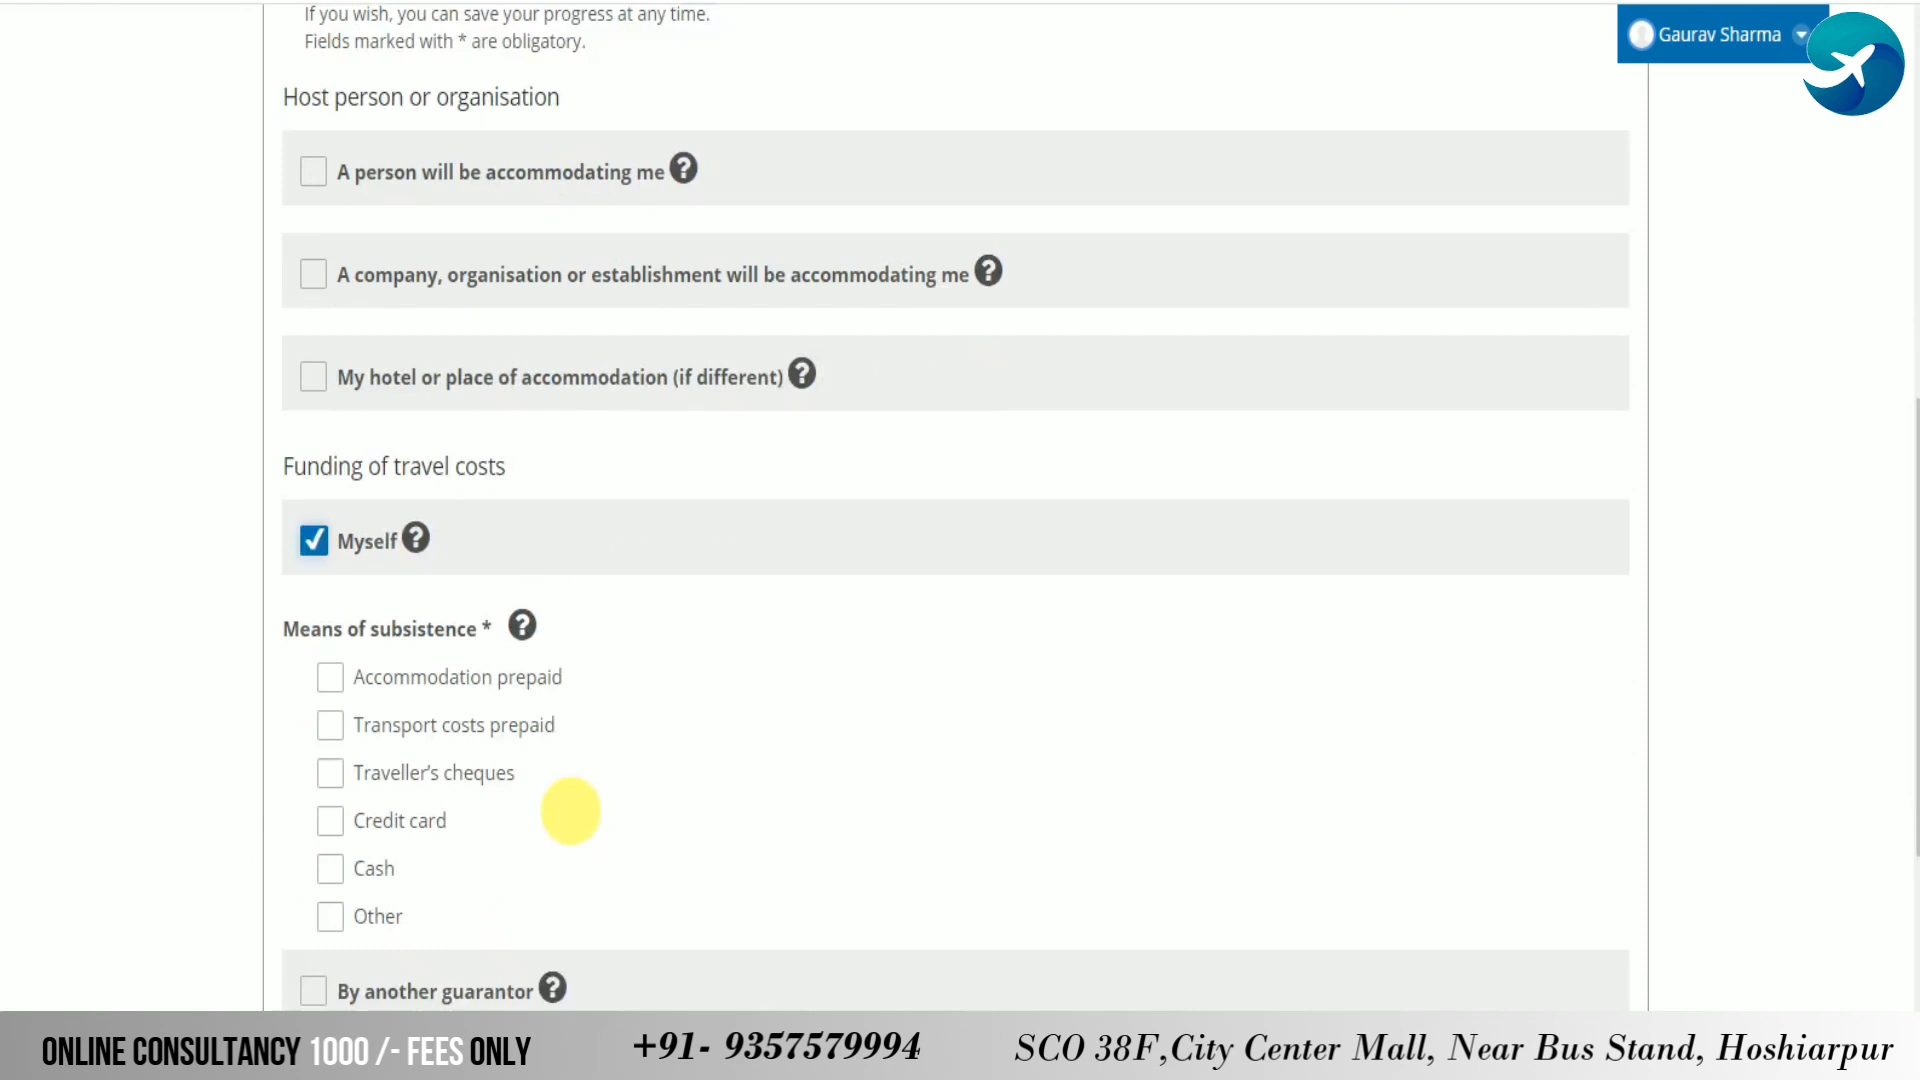 If you wish, you can save your progress at any time.
Fields marked with * are obligatory.
Gaurav Sharma
Host person or organisation
A person will be accommodating me ?
A company, organisation or establishment will be accommodating me ?
My hotel or place of accommodation (if different) ?
Funding of travel costs
Myself ?
Means of subsistence * ?
Accommodation prepaid
Transport costs prepaid
Traveller's cheques
Credit card
Cash
Other
By another guarantor ?
ONLINE CONSULTANCY 1000 /- FEES ONLY
+91- 9357579994
SCO 38F,City Center Mall, Near Bus Stand, Hoshiarpur